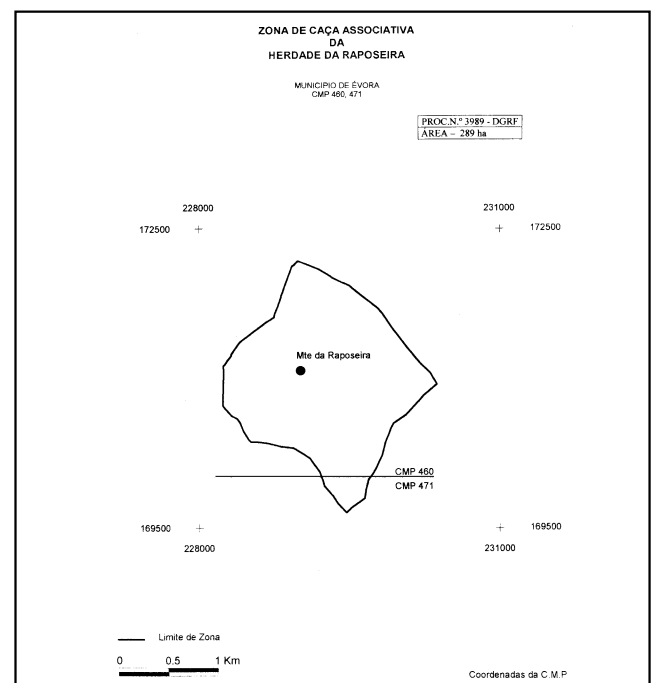 ZONA DE CAÇA ASSOCIATIVA
DA
HERDADE DA RAPOSEIRA
MUNICIPIO DE ÉVORA
CMP 460, 471
PROC.N.º 3989 - DGRF
ÁREA – 289 ha
228000
231000
172500
172500
Mte da Raposeira
CMP 460
CMP 471
169500
169500
228000
231000
Limite de Zona
0 0.5 1 Km
Coordenadas da C.M.P